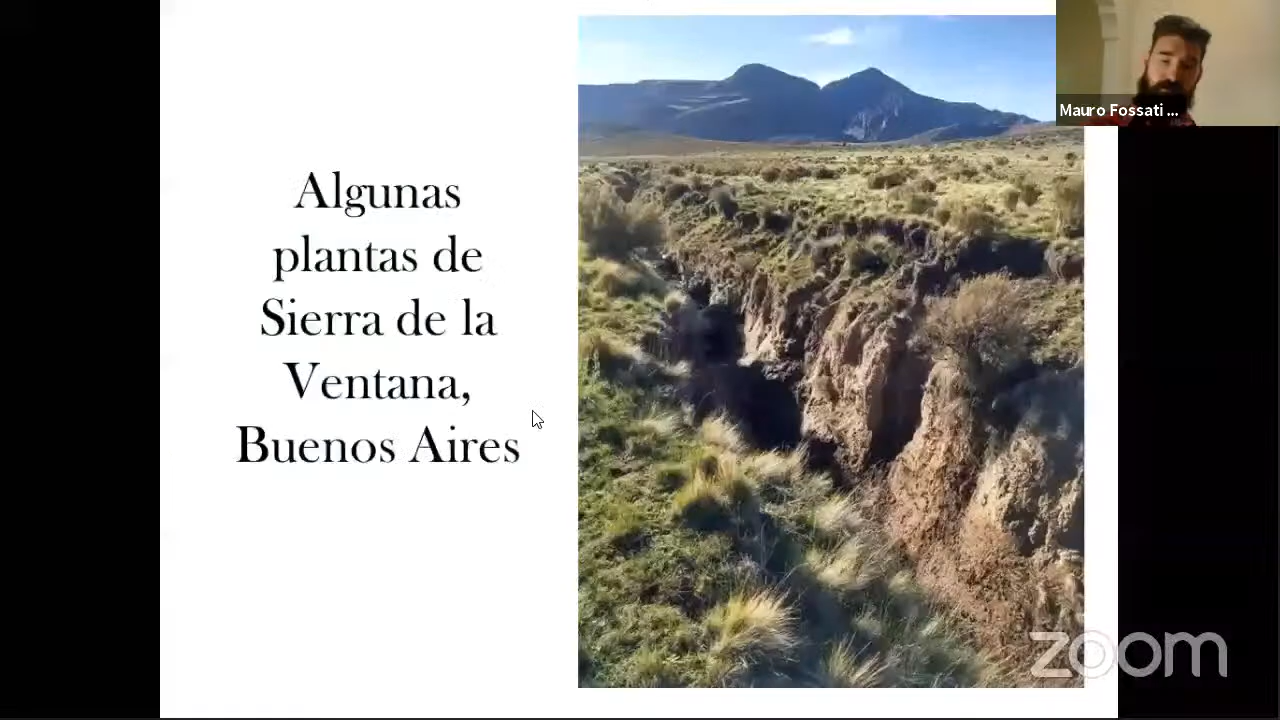 Algunas
plantas de
Sierra de la
Ventana,
Buenos Aires
Mauro Fossati ...
zoom